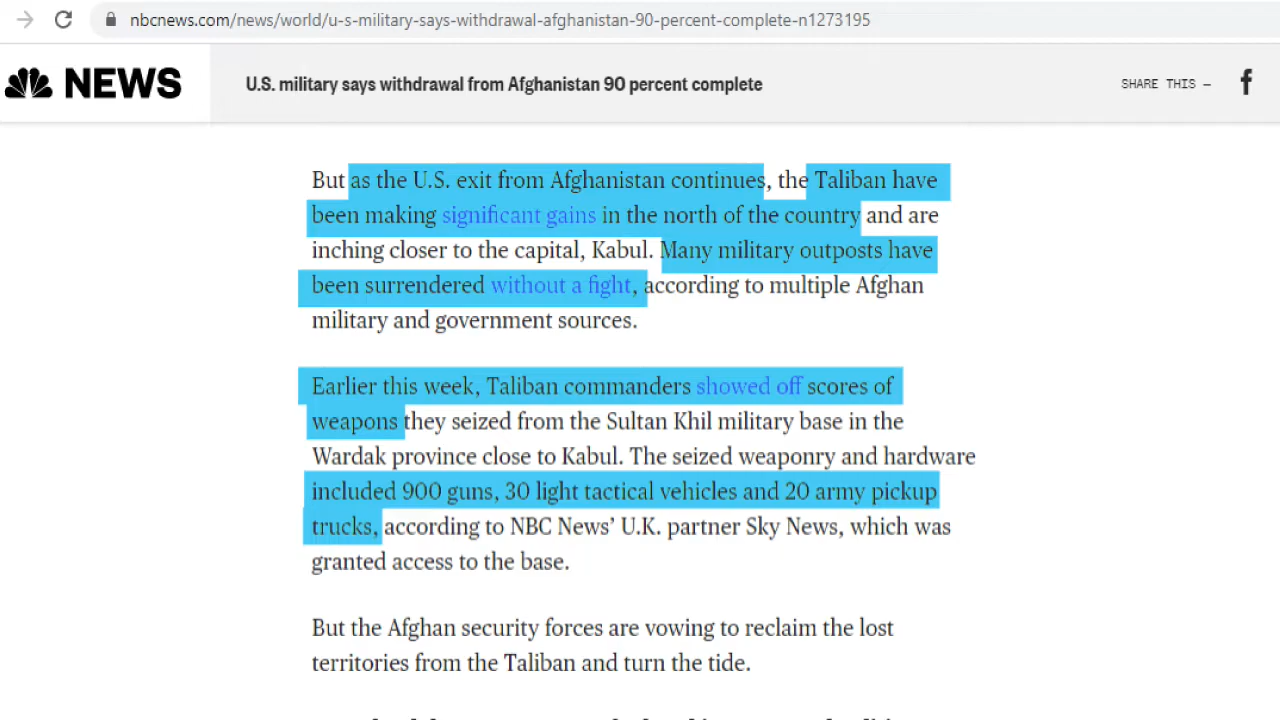 nbcnews.com/news/world/u-s-military-says-withdrawal-afghanistan-90-percent-complete-n1273195
NEWS
U.S. military says withdrawal from Afghanistan 90 percent complete
SHARE THIS —
f
But as the U.S. exit from Afghanistan continues, the Taliban have
been making significant gains in the north of the country and are
inching closer to the capital, Kabul. Many military outposts have
been surrendered without a fight, according to multiple Afghan
military and government sources.
Earlier this week, Taliban commanders showed off scores of
weapons they seized from the Sultan Khil military base in the
Wardak province close to Kabul. The seized weaponry and hardware
included 900 guns, 30 light tactical vehicles and 20 army pickup
trucks, according to NBC News’ U.K. partner Sky News, which was
granted access to the base.
But the Afghan security forces are vowing to reclaim the lost
territories from the Taliban and turn the tide.